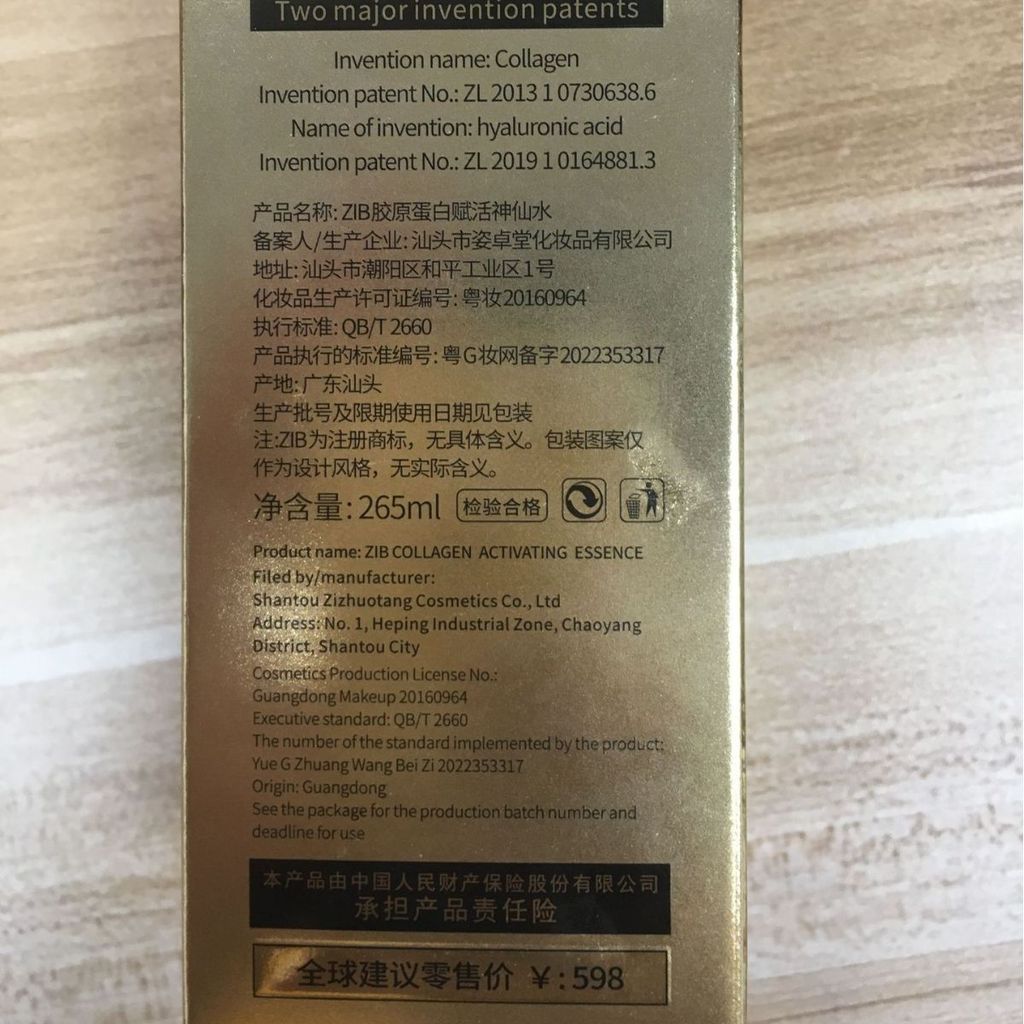 Two major invention patents
Invention name: Collagen
Invention patent No.: ZL 2013 1 0730638.6
Name of invention: hyaluronic acid
Invention patent No.: ZL 2019 1 0164881.3
产品名称: ZIB胶原蛋白赋活神仙水
备案人/生产企业: 汕头市姿卓堂化妆品有限公司
地址: 汕头市潮阳区和平工业区1号
化妆品生产许可证编号: 粤妆20160964
执行标准: QB/T 2660
产品执行的标准编号: 粤G妆网备字2022353317
产地: 广东汕头
生产批号及限期使用日期见包装
注:ZIB为注册商标，无具体含义。包装图案仅
作为设计风格，无实际含义。
净含量: 265ml 检验合格
Product name: ZIB COLLAGEN ACTIVATING ESSENCE
Filed by/manufacturer:
Shantou Zizhuotang Cosmetics Co., Ltd
Address: No. 1, Heping Industrial Zone, Chaoyang
District, Shantou City
Cosmetics Production License No.:
Guangdong Makeup 20160964
Executive standard: QB/T 2660
The number of the standard implemented by the product:
Yue G Zhuang Wang Bei Zi 2022353317
Origin: Guangdong
See the package for the production batch number and
deadline for use
本产品由中国人民财产保险股份有限公司
承担产品责任险
全球建议零售价 ￥: 598